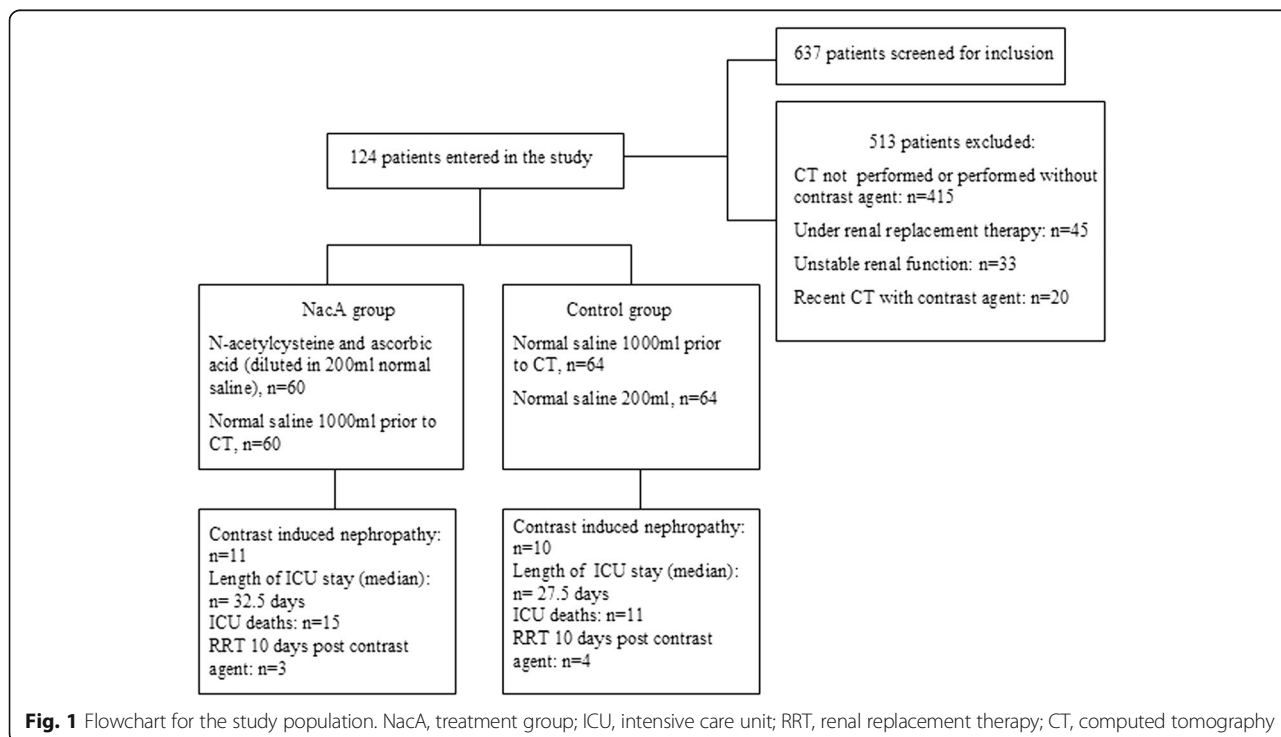 637 patients screened for inclusion
513 patients excluded:
CT not performed or performed without
contrast agent: n=415
Under renal replacement therapy: n=45
Unstable renal function: n=33
Recent CT with contrast agent: n=20
124 patients entered in the study
NacA group
N-acetylcysteine and ascorbic
acid (diluted in 200ml normal
saline), n=60
Normal saline 1000ml prior to
CT, n=60
Control group
Normal saline 1000ml prior
to CT, n=64
Normal saline 200ml, n=64
Contrast induced nephropathy:
n=11
Length of ICU stay (median):
n= 32.5 days
ICU deaths: n=15
RRT 10 days post contrast
agent: n=3
Contrast induced nephropathy:
n=10
Length of ICU stay (median):
n= 27.5 days
ICU deaths: n=11
RRT 10 days post contrast
agent: n=4
Fig. 1 Flowchart for the study population. NacA, treatment group; ICU, intensive care unit; RRT, renal replacement therapy; CT, computed tomography